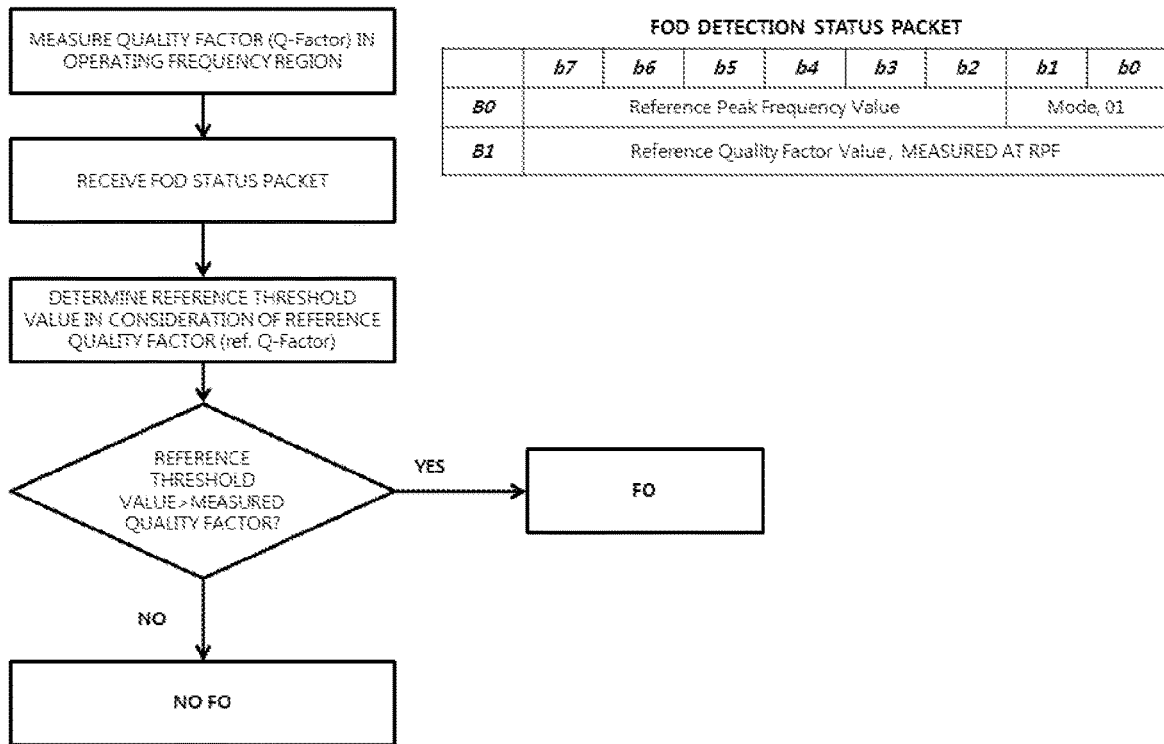 MEASURE QUALITY FACTOR (Q-Factor) IN
OPERATING FREQUENCY REGION
RECEIVE FOD STATUS PACKET
DETERMINE REFERENCE THRESHOLD
VALUE IN CONSIDERATION OF REFERENCE
QUALITY FACTOR (ref. Q-Factor)
REFERENCE
THRESHOLD
VALUE>MEASURED
QUALITY FACTOR?
YES
FO
NO
NO FO
FOD DETECTION STATUS PACKET
b7 b6 b5 b4 b3 b2 b1 b0
B0 Reference Peak Frequency Value Mode, 01
B1 Reference Quality Factor Value, MEASURED AT RPF